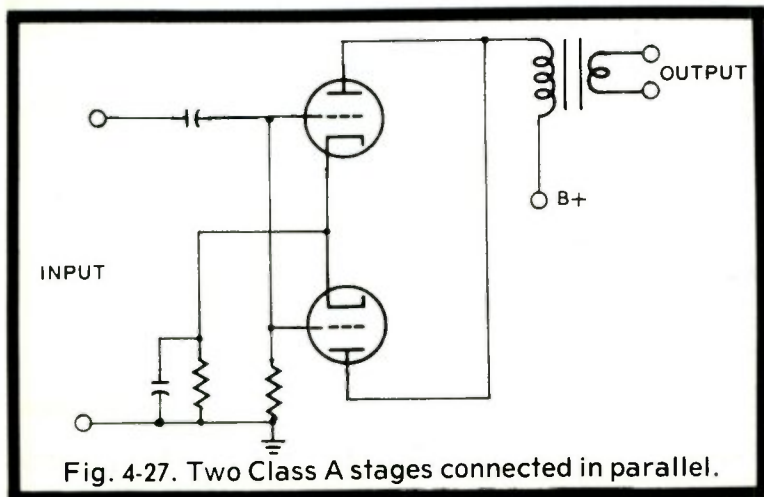 OUTPUT
B+
INPUT
Fig. 4-27. Two Class A stages connected in parallel.